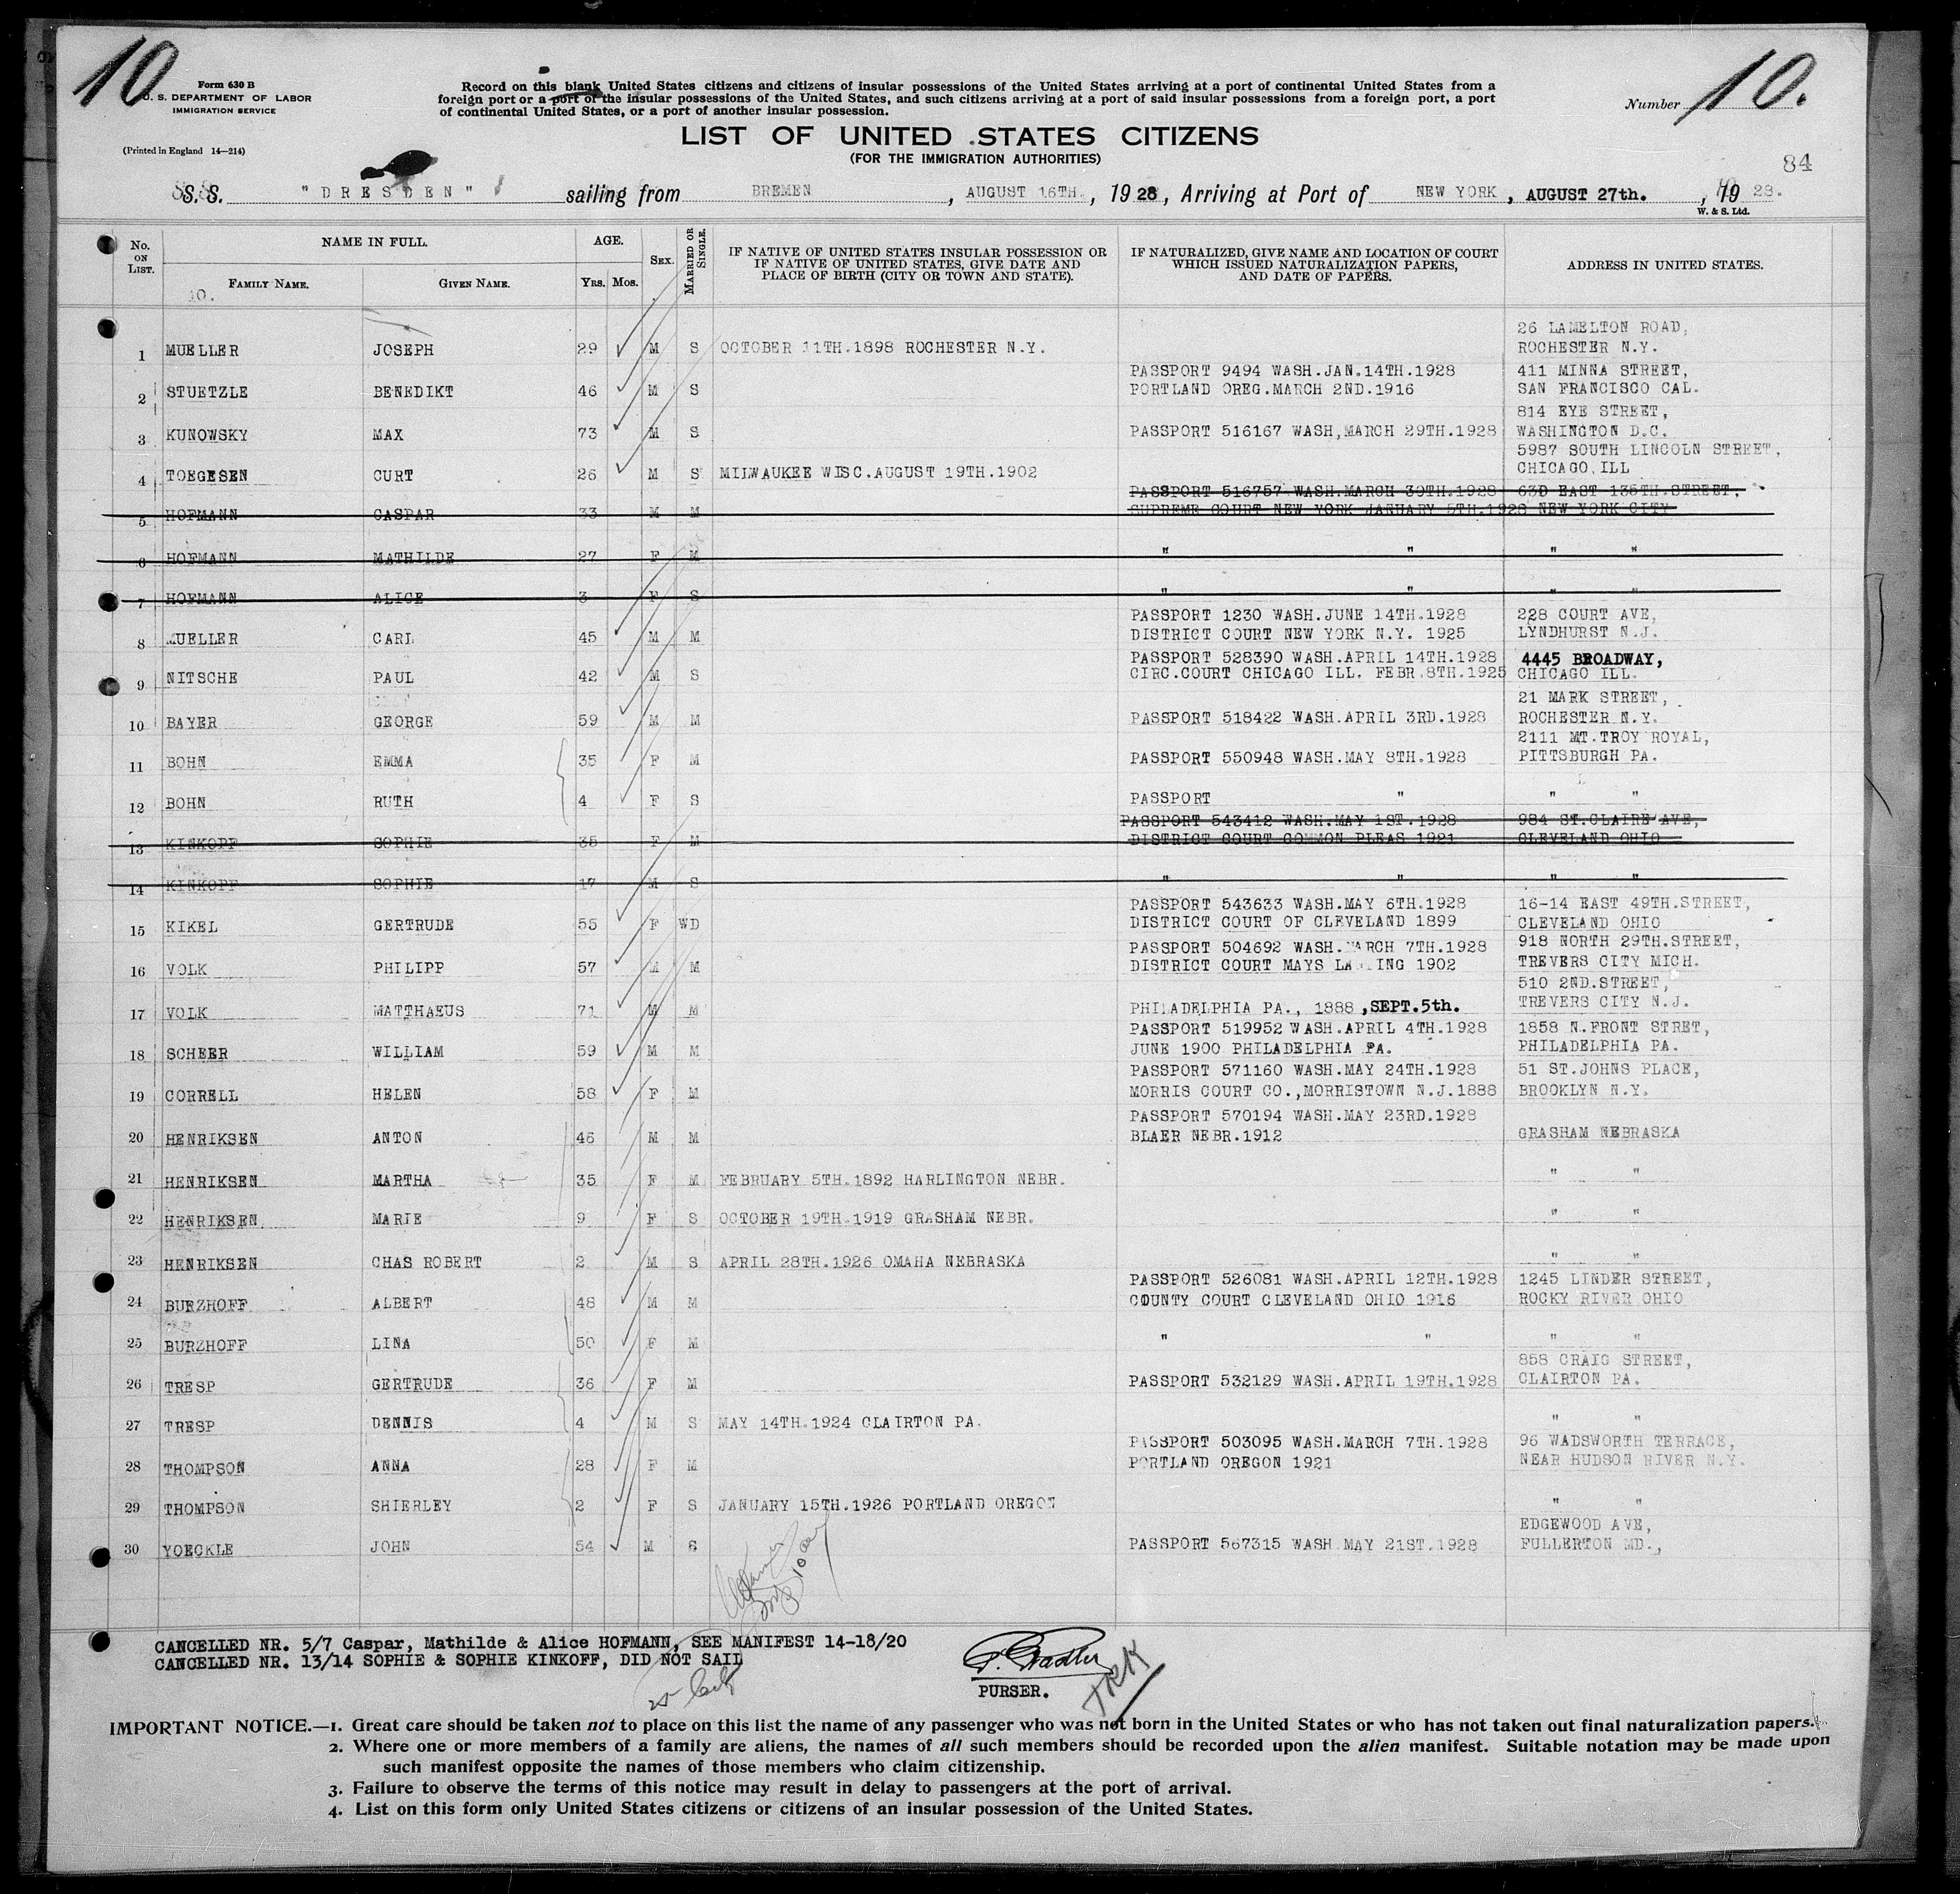 10
10.
Form 630 B
U. S. DEPARTMENT OF LABOR
IMMIGRATION SERVICE
(Printed in England 14—214)
Record on this blank United States citizens and citizens of insular possessions of the United States arriving at a port of continental United States from a
foreign port or a port of the insular possessions of the United States, and such citizens arriving at a port of said insular possessions from a foreign port, a port
of continental United States, or a port of another insular possession.
Number
LIST OF UNITED STATES CITIZENS
(FOR THE IMMIGRATION AUTHORITIES)
84
S.S. "DRESDEN" sailing from BREMEN, AUGUST 16TH., 1928, Arriving at Port of NEW YORK, AUGUST 27th., 1928.
W. & S. Ltd.
No. ON LIST. NAME IN FULL. AGE. SEX. MARRIED OR SINGLE. IF NATIVE OF UNITED STATES INSULAR POSSESSION OR IF NATIVE OF UNITED STATES, GIVE DATE AND PLACE OF BIRTH (CITY OR TOWN AND STATE). IF NATURALIZED, GIVE NAME AND LOCATION OF COURT WHICH ISSUED NATURALIZATION PAPERS, AND DATE OF PAPERS. ADDRESS IN UNITED STATES.
FAMILY NAME. GIVEN NAME. YRS. MOS.
10.
26 LAMELTON ROAD,
1 MUELLER JOSEPH 29 M S OCTOBER 11TH.1898 ROCHESTER N.Y. ROCHESTER N.Y.
PASSPORT 9494 WASH.JAN.14TH.1928 411 MINNA STREET,
2 STUETZLE BENEDIKT 46 M S PORTLAND OREG.MARCH 2ND.1916 SAN FRANCISCO CAL.
814 EYE STREET,
3 KUNOWSKY MAX 73 M S PASSPORT 516167 WASH,MARCH 29TH.1928 WASHINGTON D.C.
5987 SOUTH LINCOLN STREET,
4 TOEGESEN CURT 26 M S MILWAUKEE WISC.AUGUST 19TH.1902 CHICAGO.ILL
PASSPORT 516757 WASH.MARCH 30TH.1928 63D EAST 136TH.STREET,
5 HOFMANN CASPAR 33 M M SUPREME COURT NEW YORK JANUARY 5TH.1928 NEW YORK CITY
6 HOFMANN MATHILDE 27 F M " " " "
7 HOFMANN ALICE 3 F S " " " "
PASSPORT 1230 WASH.JUNE 14TH.1928 228 COURT AVE,
8 MUELLER CARL 45 M M DISTRICT COURT NEW YORK N.Y. 1925 LYNDHURST N.J.
PASSPORT 528390 WASH.APRIL 14TH.1928 4445 BROADWAY,
9 NITSCHE PAUL 42 M S CIRC.COURT CHICAGO ILL. FEBR.8TH.1925 CHICAGO ILL.
21 MARK STREET,
10 BAYER GEORGE 59 M M PASSPORT 518422 WASH.APRIL 3RD.1928 ROCHESTER N.Y.
2111 MT.TROY ROYAL,
11 BOHN EMMA 35 F M PASSPORT 550948 WASH.MAY 8TH.1928 PITTSBURGH PA.
12 BOHN RUTH 4 F S PASSPORT " " "
PASSPORT 543412 WASH.MAY 1ST.1928 984 ST.CLAIRE AVE,
13 KINKOPF SOPHIE 35 F M DISTRICT COURT COMMON PLEAS 1921 CLEVELAND OHIO
14 KINKOPF SOPHIE 17 M S " " " "
PASSPORT 543633 WASH.MAY 6TH.1928 16-14 EAST 49TH.STREET,
15 KIKEL GERTRUDE 55 F WD DISTRICT COURT OF CLEVELAND 1899 CLEVELAND OHIO
PASSPORT 504692 WASH.MARCH 7TH.1928 918 NORTH 29TH.STREET,
16 VOLK PHILIPP 57 M M DISTRICT COURT MAYS 1902 TREVERS CITY MICH.
510 2ND.STREET,
17 VOLK MATTHAEUS 71 M M PHILADELPHIA PA., 1888 ,SEPT.5th. TREVERS CITY N.J.
PASSPORT 519952 WASH.APRIL 4TH.1928 1858 N.FRONT STRET,
18 SCHEER WILLIAM 59 M M JUNE 1900 PHILADELPHIA PA. PHILADELPHIA PA.
PASSPORT 571160 WASH.MAY 24TH.1928 51 ST.JOHNS PLACE,
19 CORRELL HELEN 58 F M MORRIS COURT CO.,MORRISTOWN N.J.1888 BROOKLYN N.Y.
PASSPORT 570194 WASH.MAY 23RD.1928
20 HENRIKSEN ANTON 46 M M BLAER NEBR.1912 GRASHAM NEBRASKA
21 HENRIKSEN MARTHA 35 F M FEBRUARY 5TH.1892 HARLINGTON NEBR. " "
22 HENRIKSEN MARIE 9 F S OCTOBER 19TH.1919 GRASHAM NEBR. " "
23 HENRIKSEN CHAS ROBERT 2 M S APRIL 28TH.1926 OMAHA NEBRASKA " "
PASSPORT 526081 WASH.APRIL 12TH.1928 1245 LINDER STREET,
24 BURZHOFF ALBERT 48 M M COUNTY COURT CLEVELAND OHIO 1916 ROCKY RIVER OHIO
25 BURZHOFF LINA 50 F M " " " "
858 CRAIG STREET,
26 TRESP GERTRUDE 36 F M PASSPORT 532129 WASH.APRIL 19TH.1928 CLAIRTON PA.
27 TRESP DENNIS 4 M S MAY 14TH.1924 CLAIRTON PA. " "
PASSPORT 503095 WASH.MARCH 7TH.1928 96 WADSWORTH TERRACE,
28 THOMPSON ANNA 28 F M PORTLAND OREGON 1921 NEAR HUDSON RIVER N.Y.
29 THOMPSON SHIERLEY 2 F S JANUARY 15TH.1926 PORTLAND OREGON " "
EDGEWOOD AVE,
30 YOECKLE JOHN 54 M S PASSPORT 567315 WASH MAY 21ST.1928 FULLERTON MD.,
CANCELLED NR. 5/7 Caspar, Mathilde & Alice HOFMANN, SEE MANIFEST 14-18/20
CANCELLED NR. 13/14 SOPHIE & SOPHIE KINKOFF, DID NOT SAIL
PURSER.
IMPORTANT NOTICE.—1. Great care should be taken not to place on this list the name of any passenger who was not born in the United States or who has not taken out final naturalization papers.
2. Where one or more members of a family are aliens, the names of all such members should be recorded upon the alien manifest. Suitable notation may be made upon
such manifest opposite the names of those members who claim citizenship.
3. Failure to observe the terms of this notice may result in delay to passengers at the port of arrival.
4. List on this form only United States citizens or citizens of an insular possession of the United States.